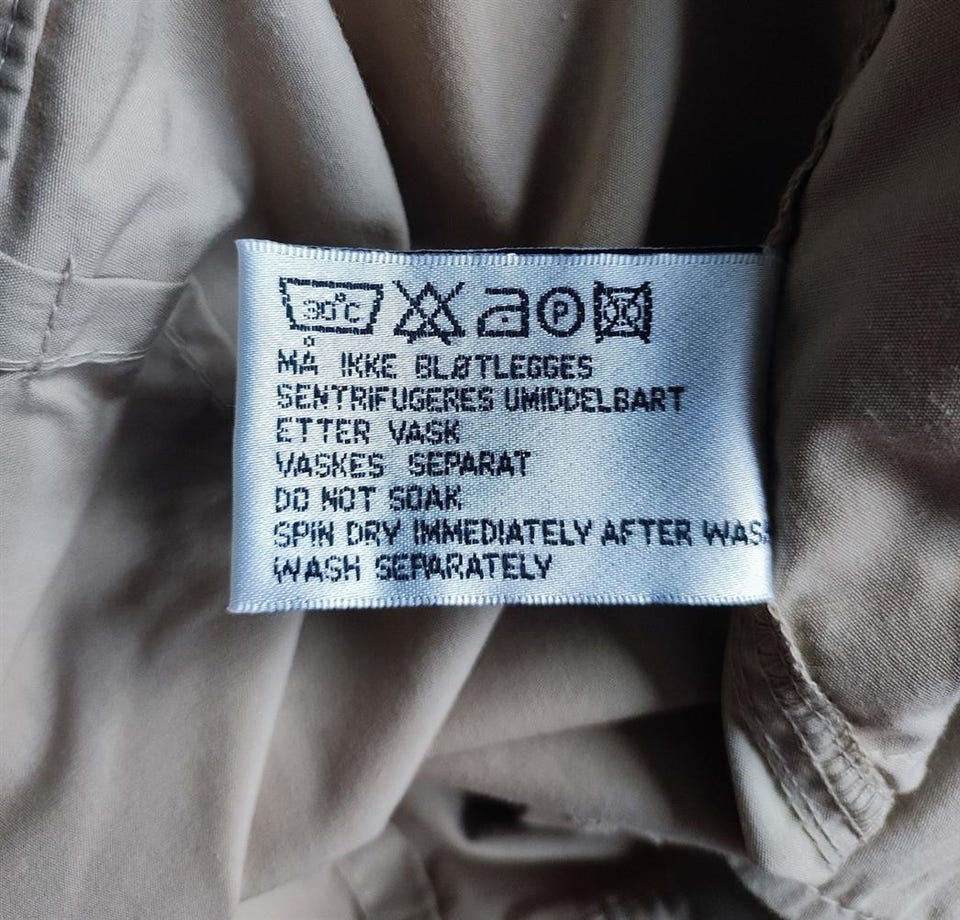 30°C P
MÅ IKKE BLØTLEGGES
SENTRIFUGERES UMIDDELBART
ETTER VASK
VASKES SEPARAT
DO NOT SOAK
SPIN DRY IMMEDIATELY AFTER WAS
WASH SEPARATELY